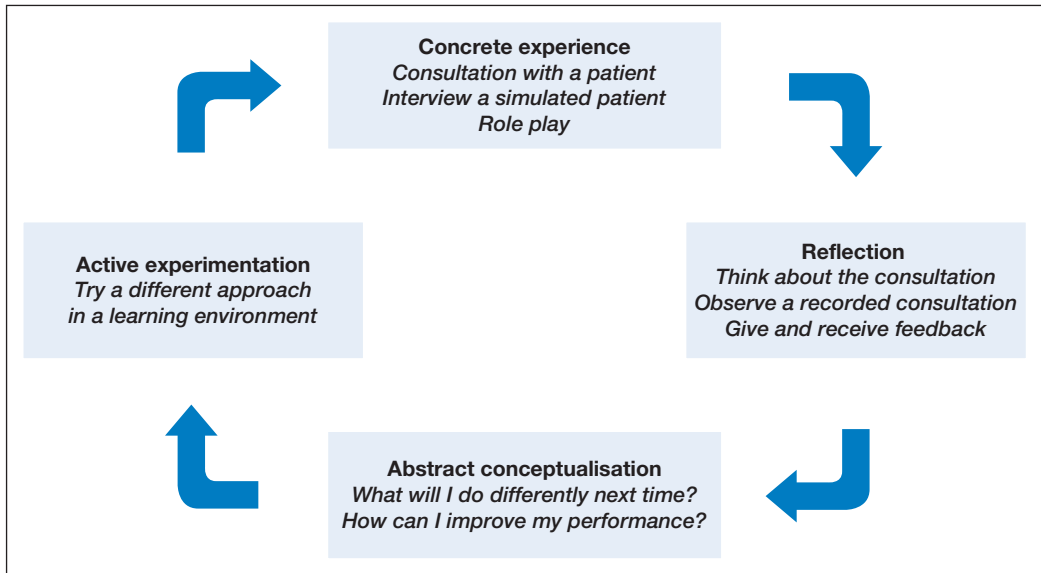 Concrete experience
Consultation with a patient
Interview a simulated patient
Role play
Reflection
Think about the consultation
Observe a recorded consultation
Give and receive feedback
Abstract conceptualisation
What will I do differently next time?
How can I improve my performance?
Active experimentation
Try a different approach
in a learning environment